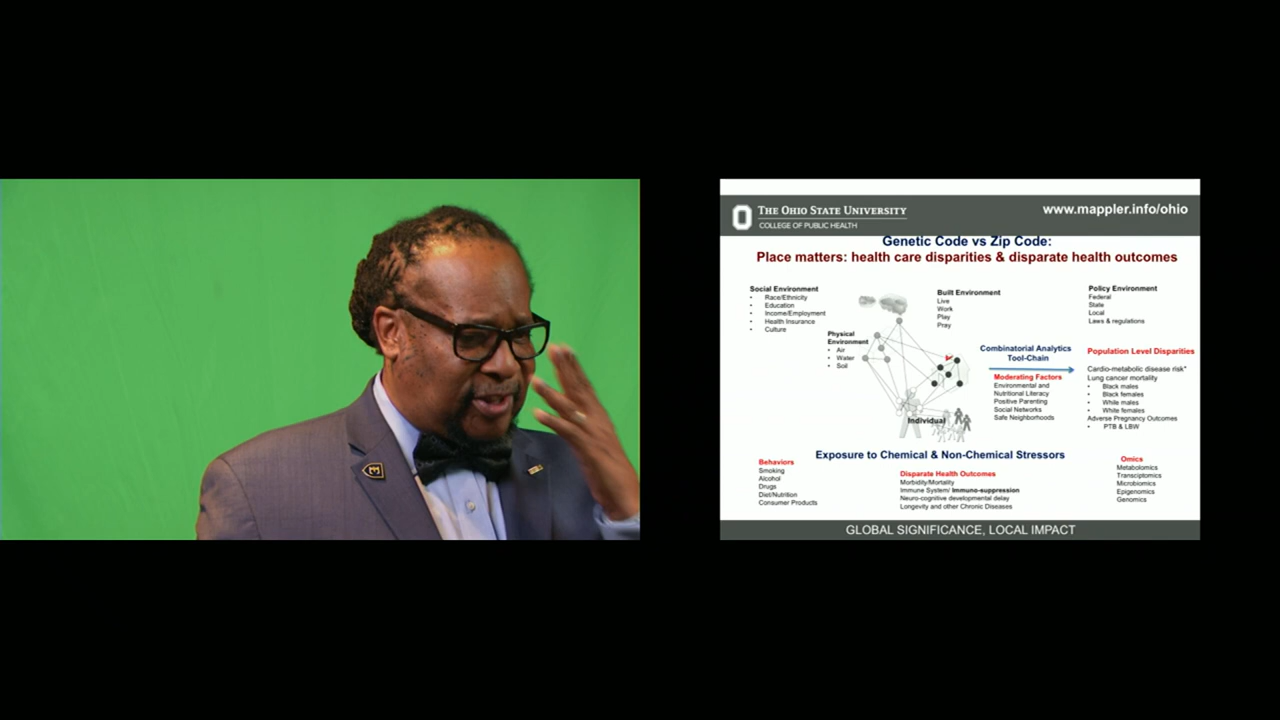 THE OHIO STATE UNIVERSITY
COLLEGE OF PUBLIC HEALTH
www.mappler.info/ohio
Genetic Code vs Zip Code:
Place matters: health care disparities & disparate health outcomes
Social Environment
• Race/Ethnicity
• Education
• Income/Employment
• Health Insurance
• Culture
Physical
Environment
• Air
• Water
• Soil
Built Environment
Live
Work
Play
Pray
Policy Environment
Federal
State
Local
Laws & regulations
Combinatorial Analytics
Tool-Chain
Moderating Factors
Environmental and
Nutritional Literacy
Positive Parenting
Social Networks
Safe Neighborhoods
Population Level Disparities
Cardio-metabolic disease risk*
Lung cancer mortality
• Black males
• Black females
• While males
• White females
Adverse Pregnancy Outcomes
• PTB & LBW
Individual
Exposure to Chemical & Non-Chemical Stressors
Behaviors
Smoking
Alcohol
Drugs
Diet/Nutrition
Consumer Products
Disparate Health Outcomes
Morbidity/Mortality
Immune System/ Immuno-suppression
Neuro-cognitive developmental delay
Longevity and other Chronic Diseases
Omics
Metabolomics
Transciptomics
Microbiomics
Epigenomics
Genomics
GLOBAL SIGNIFICANCE, LOCAL IMPACT